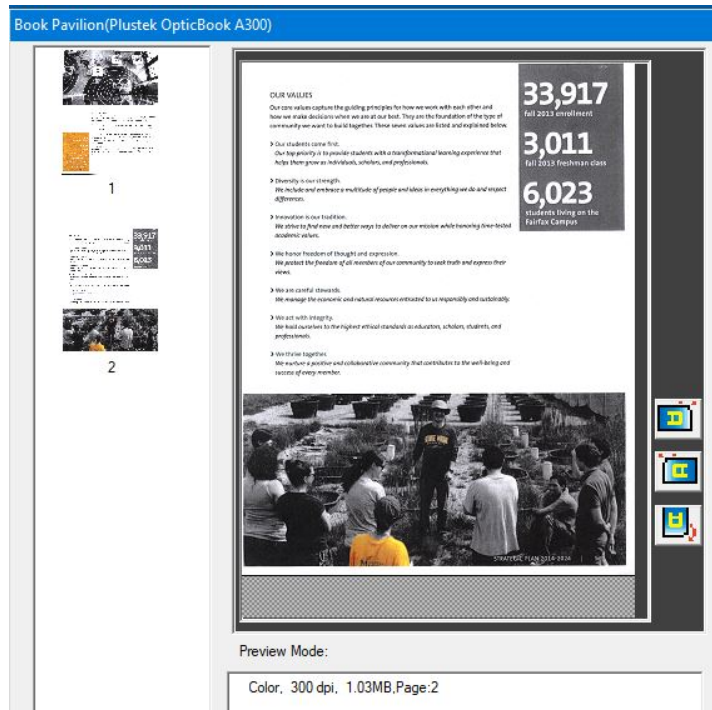 Book Pavilion(Plustek OpticBook A300)
1
2
OUR VALUES
Our core values capture the guiding principles for how we work with each other and
how we make decisions when we are at our best. They are the foundation of the type of
community we want to build together. These seven values are listed and explained below.
› Our students come first.
Our top priority is to provide students with a transformational learning experience that
helps them grow as individuals, scholars, and professionals.
› Diversity is our strength.
We include and embrace a multitude of people and ideas in everything we do and respect
differences.
› Innovation is our tradition.
We strive to find new and better ways to deliver on our mission while honoring time-tested
academic values.
› We honor freedom of thought and expression.
We protect the freedom of all members of our community to seek truth and express their
views.
› We are careful stewards.
We manage the economic and natural resources entrusted to us responsibly and sustainably.
› We act with integrity.
We hold ourselves to the highest ethical standards as educators, scholars, students, and
professionals.
› We thrive together.
We nurture a positive and collaborative community that contributes to the well-being and
success of every member.
33,917
fall 2013 enrollment
3,011
fall 2013 freshman class
6,023
students living on the
Fairfax Campus
STRATEGIC PLAN 2014-2024 |
Preview Mode:
Color, 300 dpi, 1.03MB,Page:2